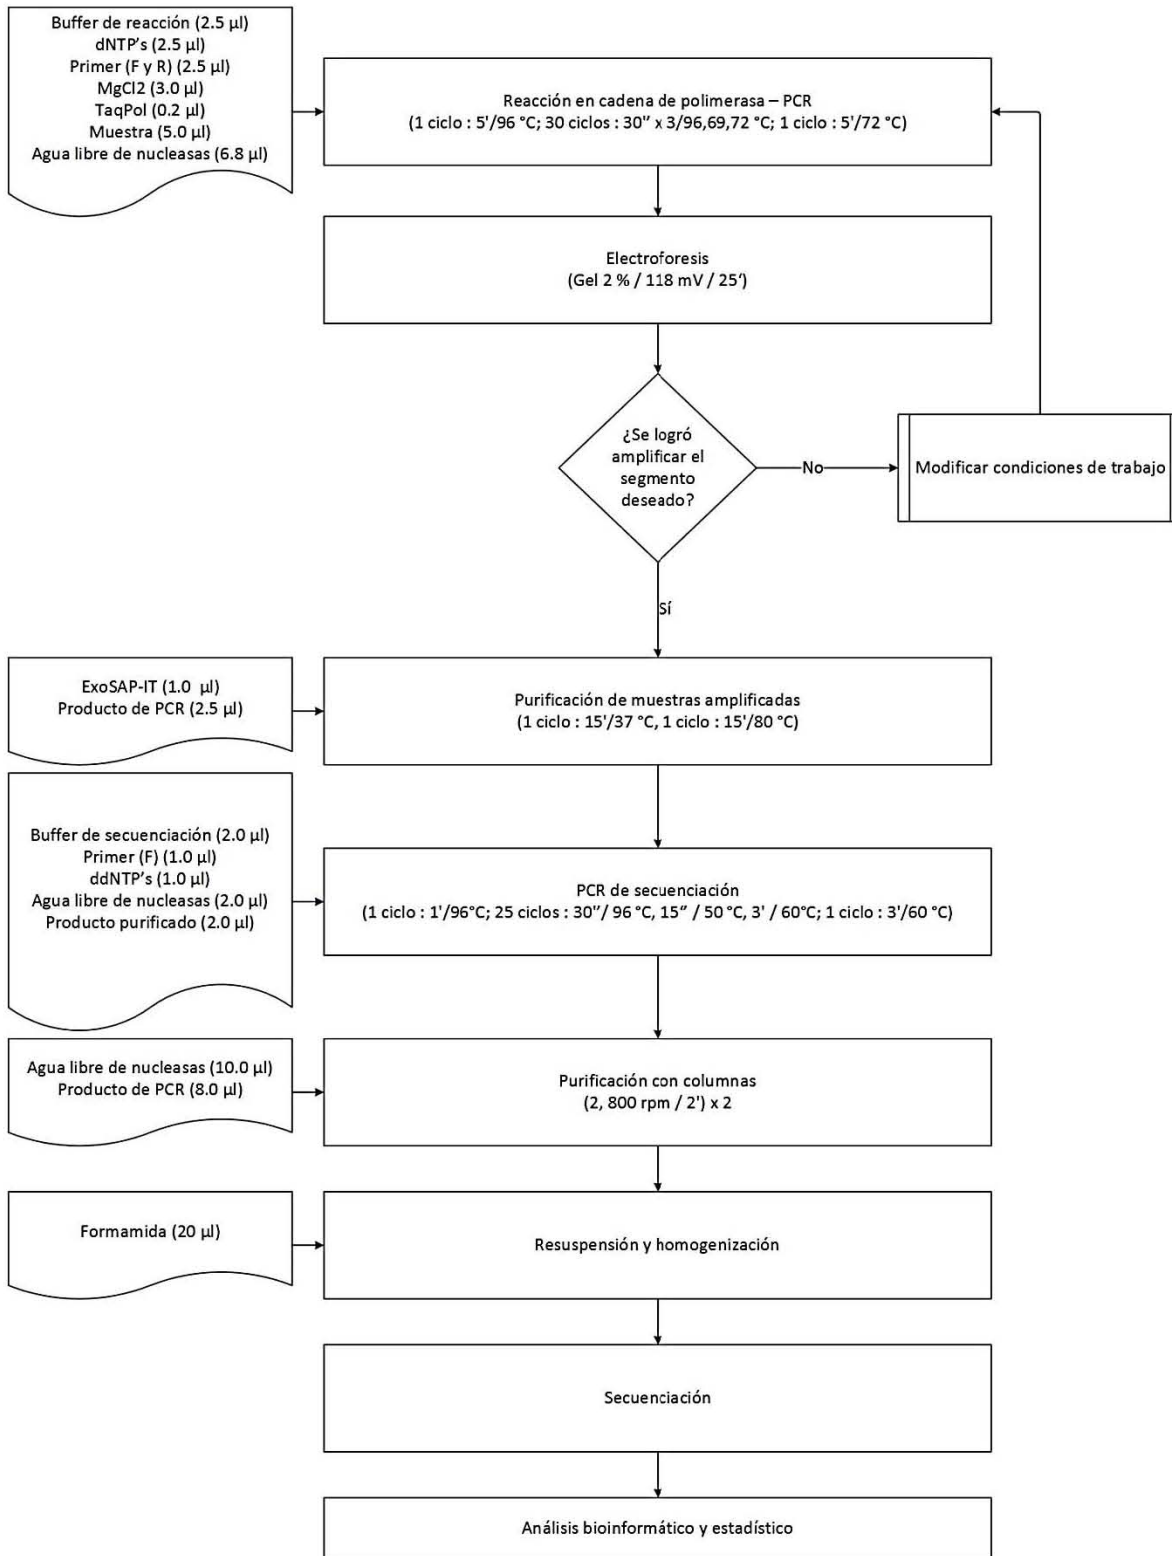 Buffer de reacción (2.5 µl)
dNTP's (2.5 µl)
Primer (F y R) (2.5 µl)
MgCl2 (3.0 µl)
TaqPol (0.2 µl)
Muestra (5.0 µl)
Agua libre de nucleasas (6.8 µl)
Reacción en cadena de polimerasa – PCR
(1 ciclo : 5'/96 °C; 30 ciclos : 30'' x 3/96,69,72 °C; 1 ciclo : 5'/72 °C)
Electroforesis
(Gel 2 % / 118 mV / 25')
¿Se logró
amplificar el
segmento
deseado?
No
Modificar condiciones de trabajo
Sí
ExoSAP-IT (1.0 µl)
Producto de PCR (2.5 µl)
Purificación de muestras amplificadas
(1 ciclo : 15'/37 °C, 1 ciclo : 15'/80 °C)
Buffer de secuenciación (2.0 µl)
Primer (F) (1.0 µl)
ddNTP's (1.0 µl)
Agua libre de nucleasas (2.0 µl)
Producto purificado (2.0 µl)
PCR de secuenciación
(1 ciclo : 1'/96°C; 25 ciclos : 30''/ 96 °C, 15'' / 50 °C, 3' / 60°C; 1 ciclo : 3'/60 °C)
Agua libre de nucleasas (10.0 µl)
Producto de PCR (8.0 µl)
Purificación con columnas
(2, 800 rpm / 2') x 2
Formamida (20 µl)
Resuspensión y homogenización
Secuenciación
Análisis bioinformático y estadístico